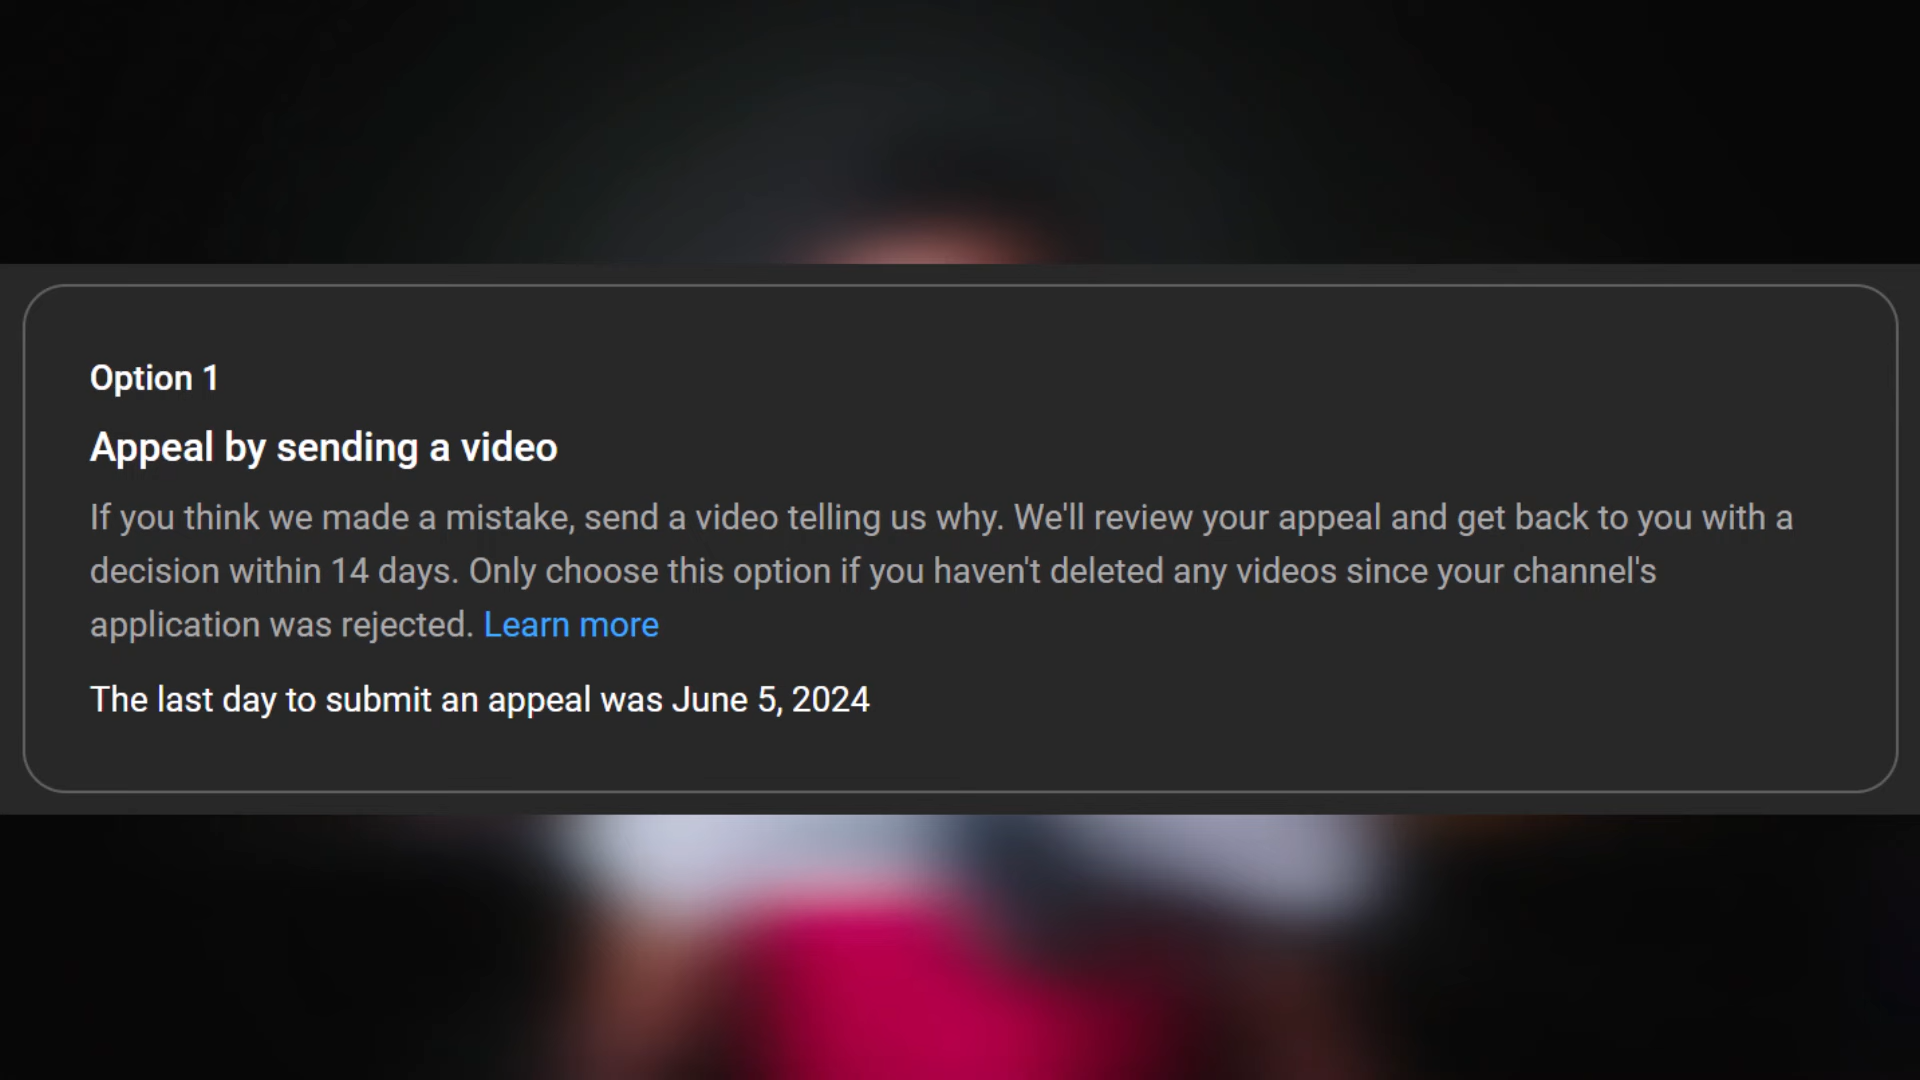 Option 1
Appeal by sending a video
If you think we made a mistake, send a video telling us why. We'll review your appeal and get back to you with a
decision within 14 days. Only choose this option if you haven't deleted any videos since your channel's
application was rejected. Learn more
The last day to submit an appeal was June 5, 2024